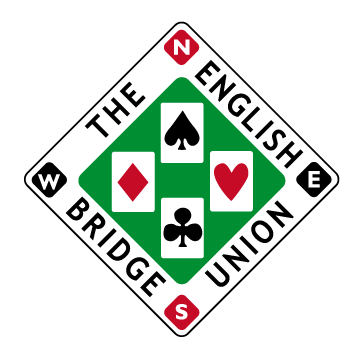 N
THE ENGLISH
W E
BRIDGE UNION
S